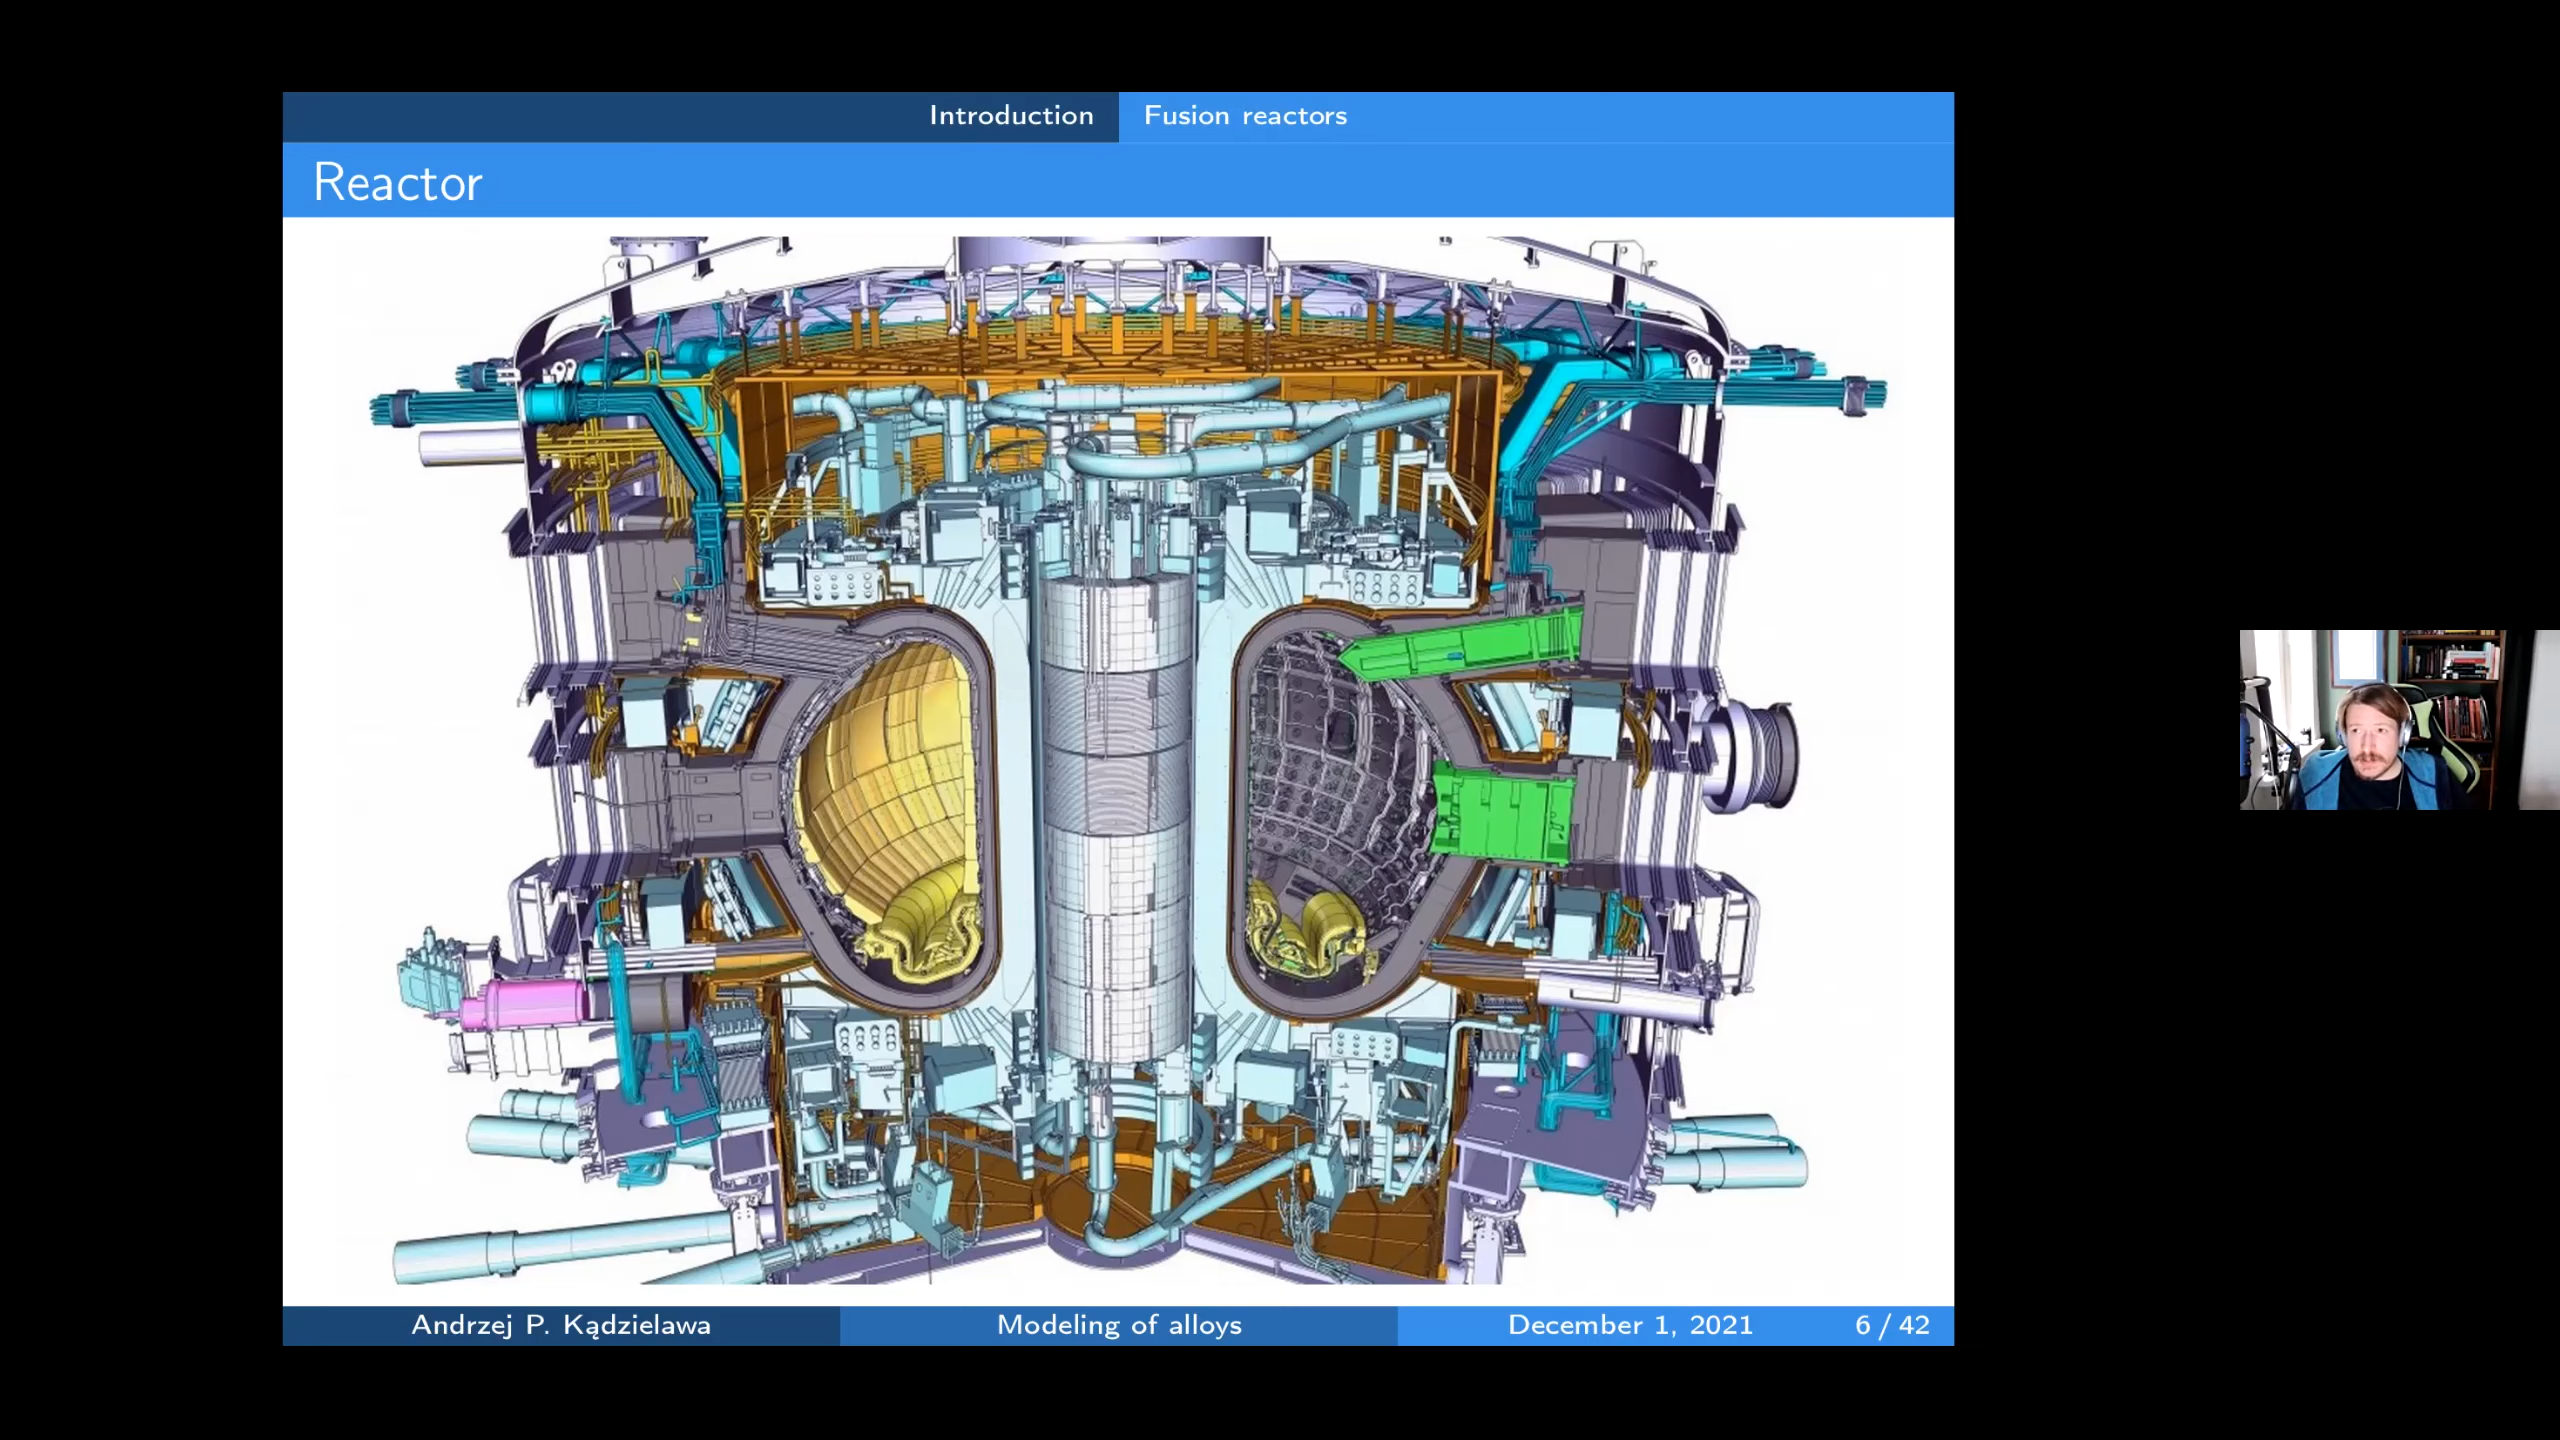 Introduction
Fusion reactors
Reactor
Andrzej P. Kądzielawa
Modeling of alloys
December 1, 2021
6 / 42